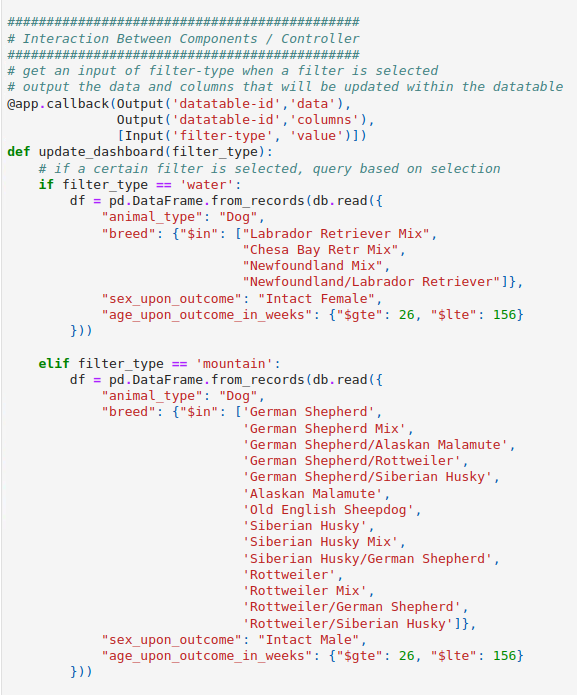 #############################################
# Interaction Between Components / Controller
#############################################
# get an input of filter-type when a filter is selected
# output the data and columns that will be updated within the datatable
@app.callback(Output('datatable-id','data'),
              Output('datatable-id','columns'),
              [Input('filter-type', 'value')])
def update_dashboard(filter_type):
    # if a certain filter is selected, query based on selection
    if filter_type == 'water':
        df = pd.DataFrame.from_records(db.read({
            "animal_type": "Dog",
            "breed": {"$in": ["Labrador Retriever Mix",
                              "Chesa Bay Retr Mix",
                              "Newfoundland Mix",
                              "Newfoundland/Labrador Retriever"]},
            "sex_upon_outcome": "Intact Female",
            "age_upon_outcome_in_weeks": {"$gte": 26, "$lte": 156}
        }))

    elif filter_type == 'mountain':
        df = pd.DataFrame.from_records(db.read({
            "animal_type": "Dog",
            "breed": {"$in": ['German Shepherd',
                              'German Shepherd Mix',
                              'German Shepherd/Alaskan Malamute',
                              'German Shepherd/Rottweiler',
                              'German Shepherd/Siberian Husky',
                              'Alaskan Malamute',
                              'Old English Sheepdog',
                              'Siberian Husky',
                              'Siberian Husky Mix',
                              'Siberian Husky/German Shepherd',
                              'Rottweiler',
                              'Rottweiler Mix',
                              'Rottweiler/German Shepherd',
                              'Rottweiler/Siberian Husky']},
            "sex_upon_outcome": "Intact Male",
            "age_upon_outcome_in_weeks": {"$gte": 26, "$lte": 156}
        }))